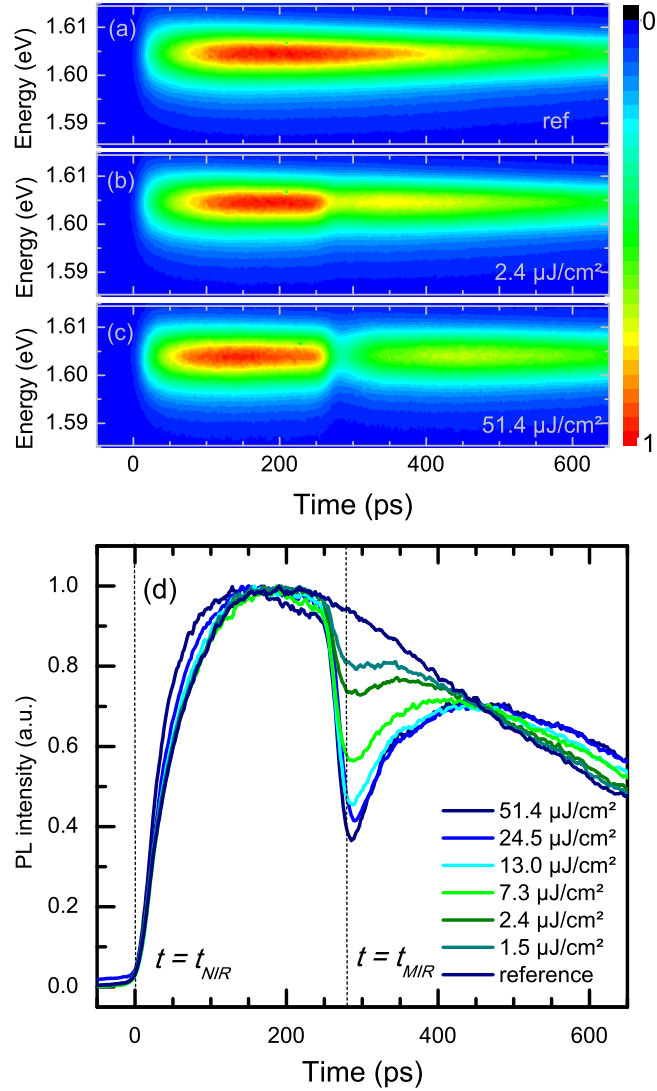 1.61
1.60
1.59
Energy (eV)
(a)
ref
0
1.61
1.60
1.59
Energy (eV)
(b)
2.4 µJ/cm²
1.61
1.60
1.59
Energy (eV)
(c)
51.4 µJ/cm²
1
0 200 400 600
Time (ps)
(d)
1.0
0.8
0.6
0.4
0.2
0.0
PL intensity (a.u.)
51.4 µJ/cm²
24.5 µJ/cm²
13.0 µJ/cm²
7.3 µJ/cm²
2.4 µJ/cm²
1.5 µJ/cm²
reference
t = tNIR
t = tMIR
0 200 400 600
Time (ps)